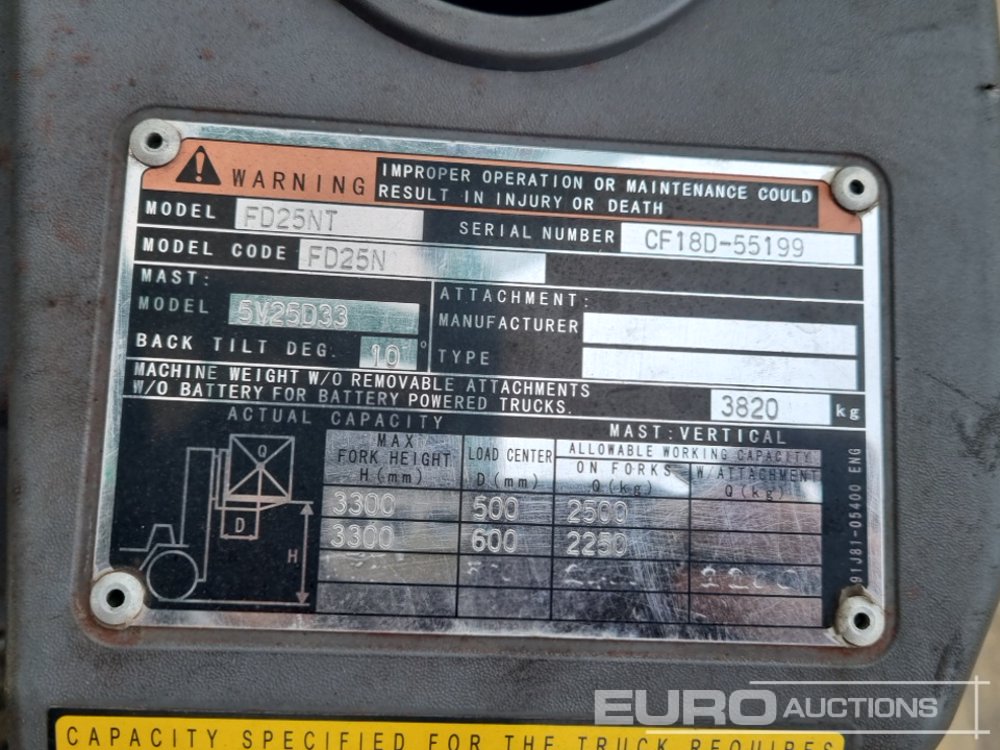 WARNING
IMPROPER OPERATION OR MAINTENANCE COULD
RESULT IN INJURY OR DEATH
MODEL FD25NT
SERIAL NUMBER CF18D-55199
MODEL CODE FD25N
MAST:
MODEL 5V25D33
BACK TILT DEG. 10°
ATTACHMENT:
MANUFACTURER
TYPE
MACHINE WEIGHT W/O REMOVABLE ATTACHMENTS
W/O BATTERY FOR BATTERY POWERED TRUCKS. 3820 kg
ACTUAL CAPACITY MAST:VERTICAL
MAX
FORK HEIGHT
H(mm)
LOAD CENTER
D(mm)
ALLOWABLE WORKING CAPACITY
ON FORKS
Q(kg)
W/ATTACHMENT
Q(kg)
3300 500 2500
3300 600 2250
Q
D
H
91J81-05400 ENG
CAPACITY SPECIFIED FOR THE TRUCK REQUIRES
EURO AUCTIONS